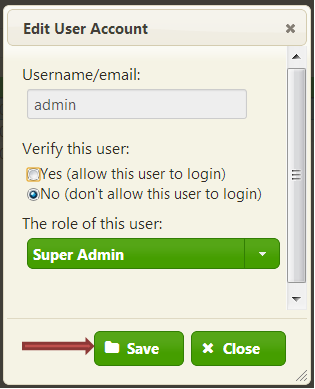 Edit User Account
Username/email:
admin
Verify this user:
Yes (allow this user to login)
No (don't allow this user to login)
The role of this user:
Super Admin
Save
Close